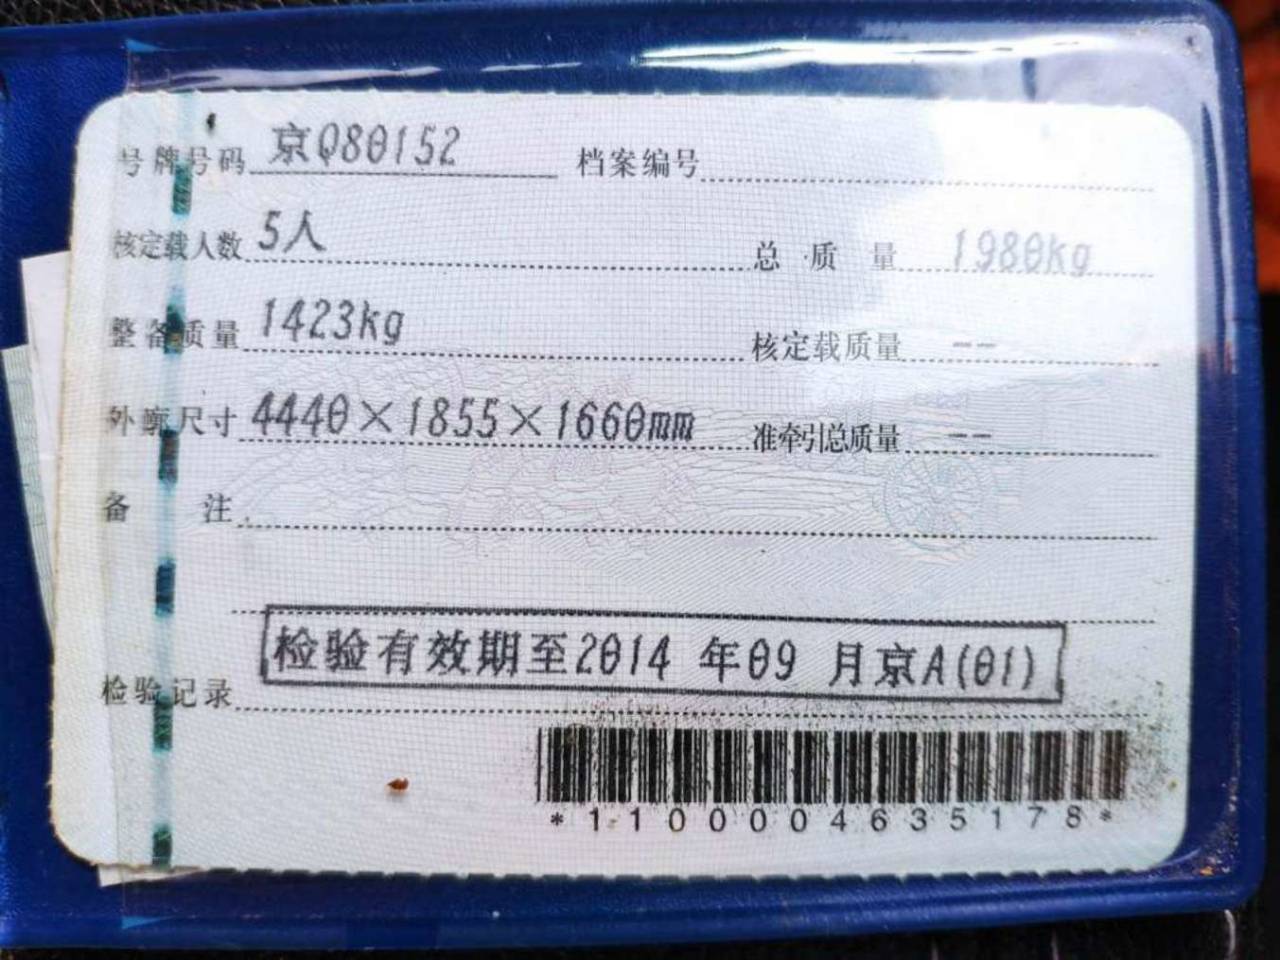 号牌号码 京Q80152 档案编号
核定载人数 5人 总质量 1980kg
整备质量 1423kg 核定载质量 --
外廓尺寸 4440×1855×1660mm 准牵引总质量 --
备注
检验记录 检验有效期至2014 年09 月京A(01)
*1100004635178*